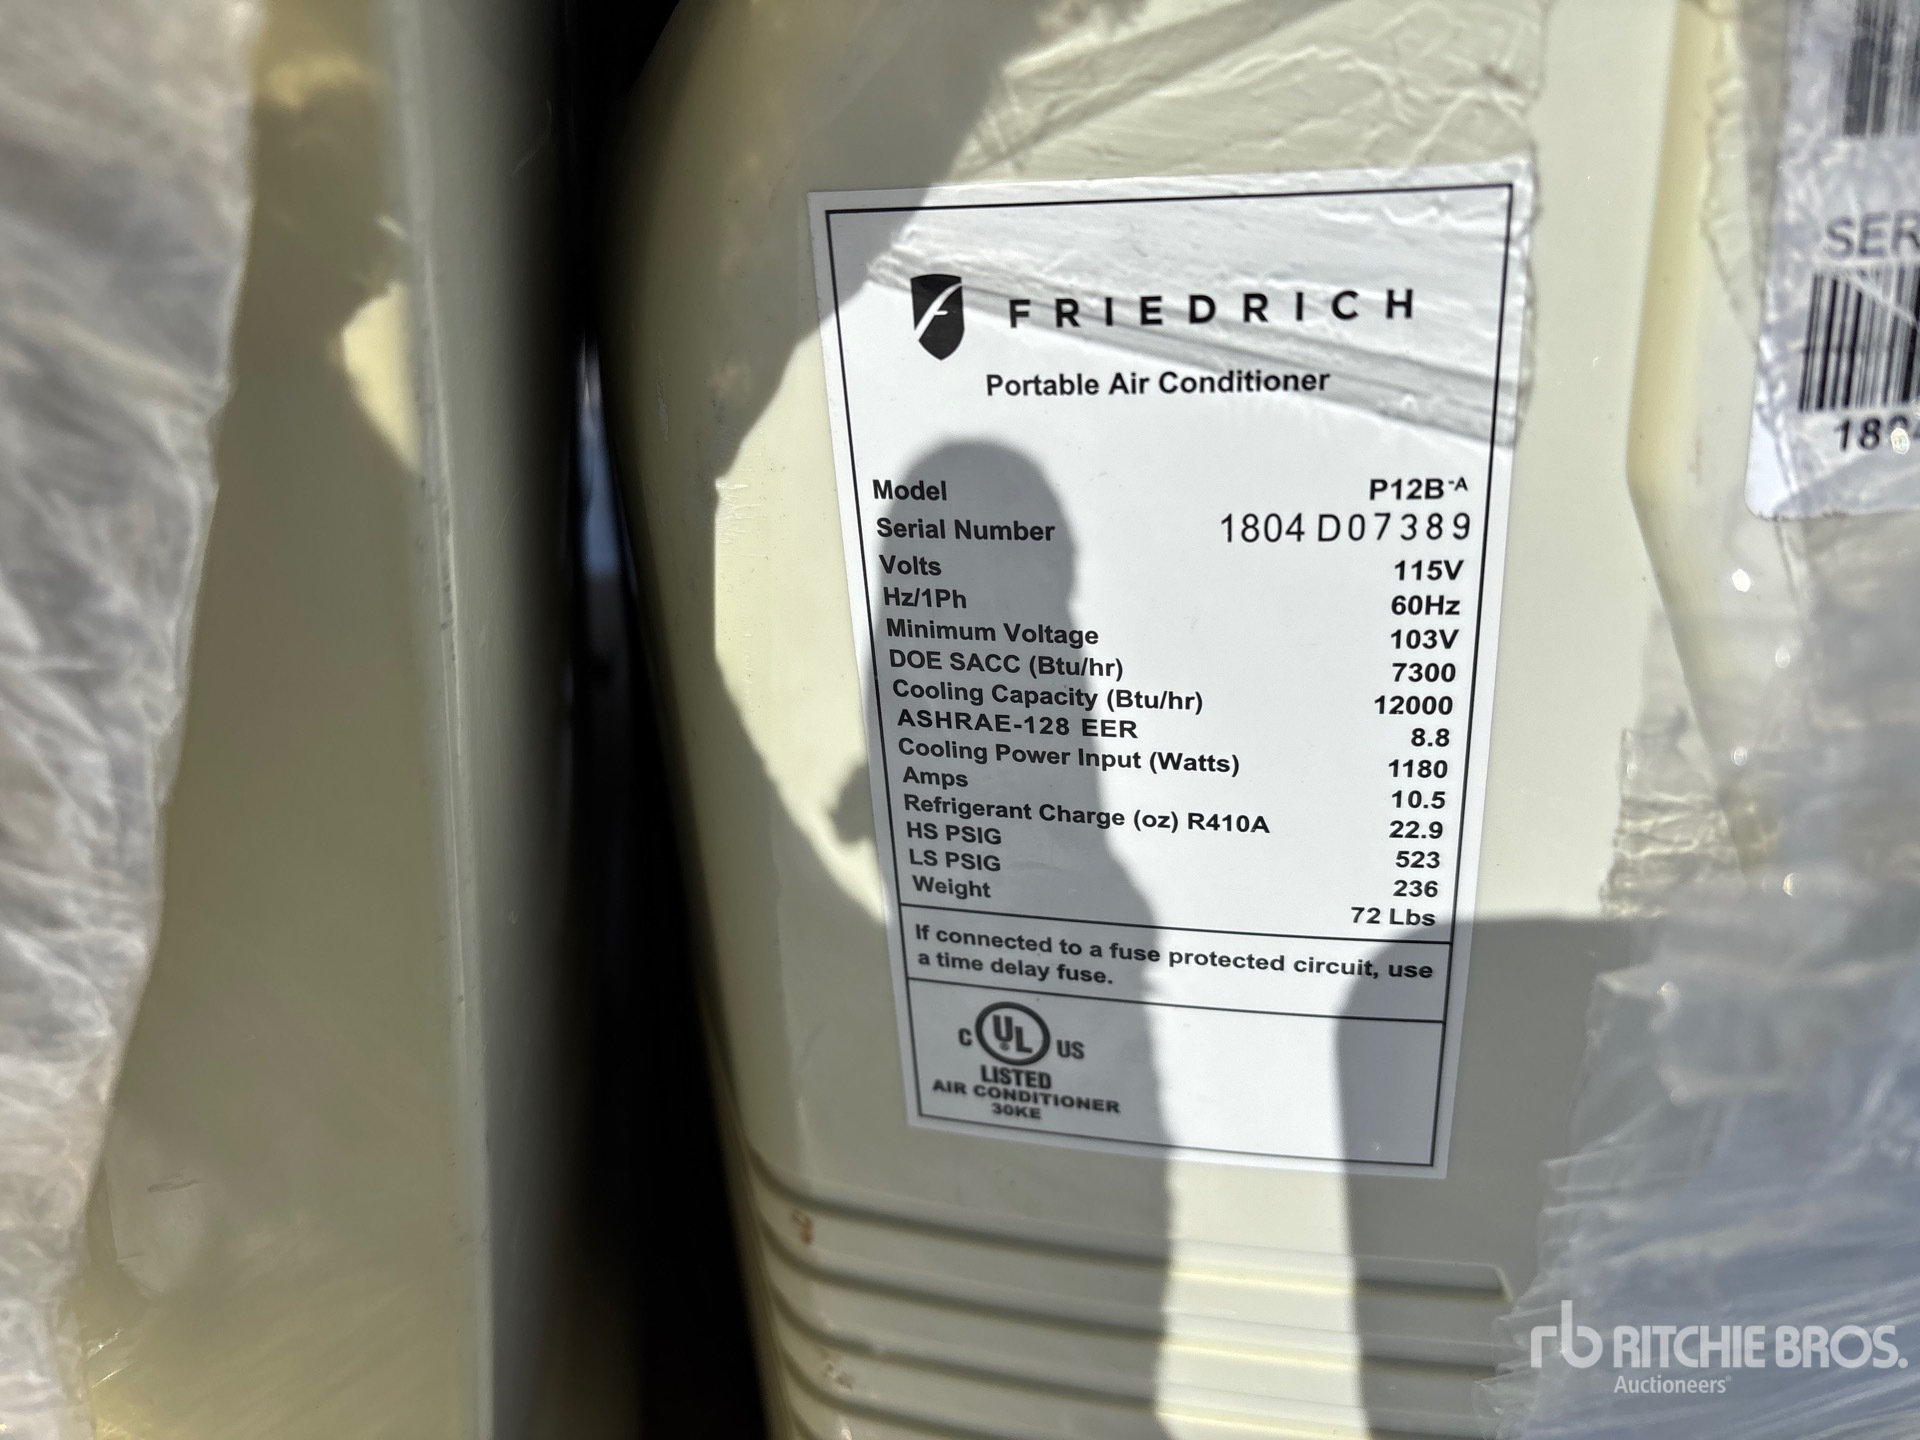 FRIEDRICH
Portable Air Conditioner
Model P12B-A
Serial Number 1804 D07389
Volts 115V
Hz/1Ph 60Hz
Minimum Voltage 103V
DOE SACC (Btu/hr) 7300
Cooling Capacity (Btu/hr) 12000
ASHRAE-128 EER 8.8
Cooling Power Input (Watts) 1180
Amps 10.5
Refrigerant Charge (oz) R410A 22.9
HS PSIG 523
LS PSIG 236
Weight 72 Lbs
If connected to a fuse protected circuit, use
a time delay fuse.
C UL US
LISTED
AIR CONDITIONER
30KE
SER
rb RITCHIE BROS.
Auctioneers